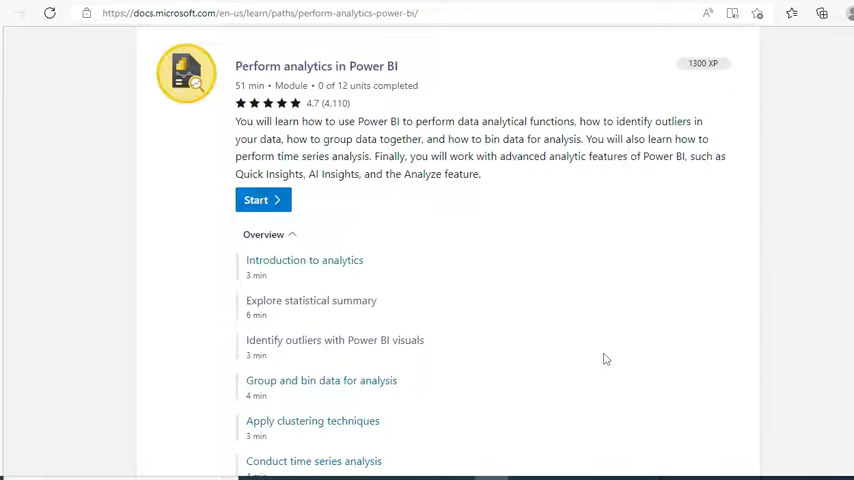 https://docs.microsoft.com/en-us/learn/paths/perform-analytics-power-bi/
Perform analytics in Power BI
1300 XP
51 min • Module • 0 of 12 units completed
4.7 (4,110)
You will learn how to use Power BI to perform data analytical functions, how to identify outliers in
your data, how to group data together, and how to bin data for analysis. You will also learn how to
perform time series analysis. Finally, you will work with advanced analytic features of Power BI, such as
Quick Insights, AI Insights, and the Analyze feature.
Start
Overview
Introduction to analytics
3 min
Explore statistical summary
6 min
Identify outliers with Power BI visuals
3 min
Group and bin data for analysis
4 min
Apply clustering techniques
3 min
Conduct time series analysis